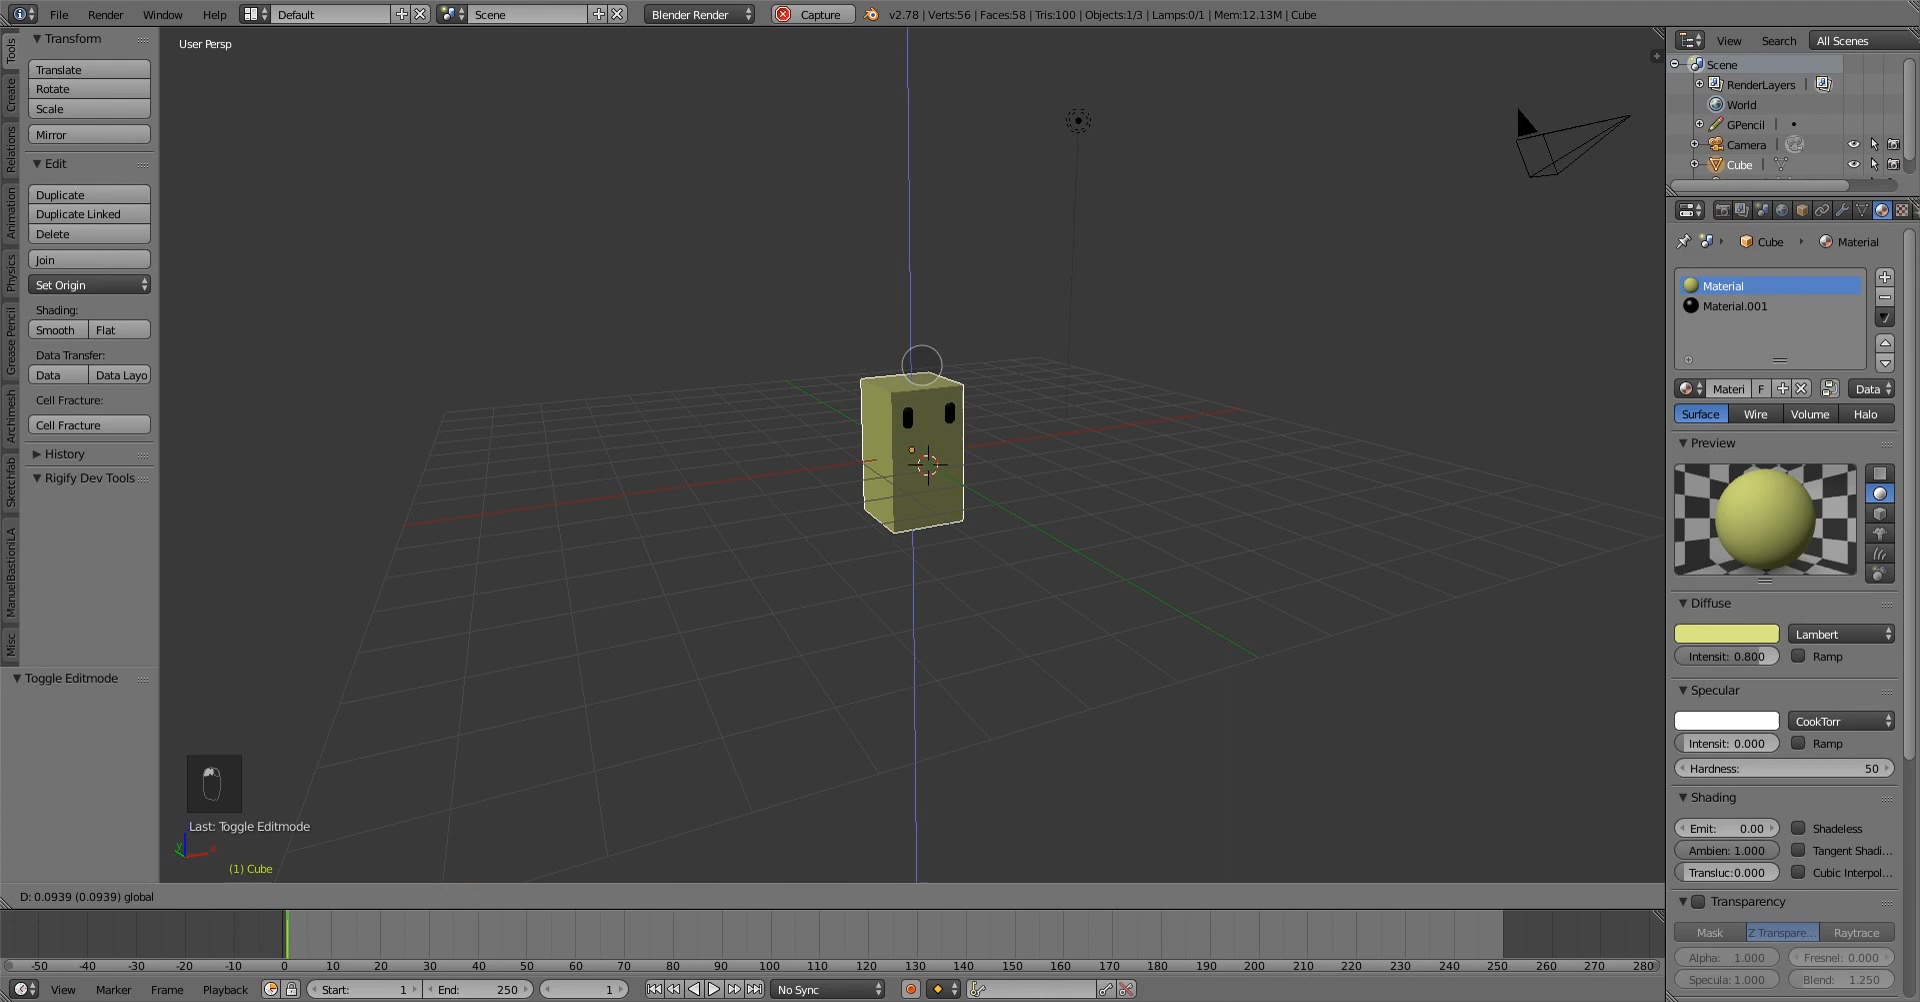 File Render Window Help Default Scene Blender Render Capture v2.78 | Verts:56 | Faces:58 | Tris:100 | Objects:1/3 | Lamps:0/1 | Mem:12.13M | Cube
Tools
Create
Relations
Animation
Physics
Grease Pencil
Archimesh
Sketchfab
ManuelBastioniLA
Misc
Transform
Translate
Rotate
Scale
Mirror
Edit
Duplicate
Duplicate Linked
Delete
Join
Set Origin
Shading:
Smooth Flat
Data Transfer:
Data Data Layo
Cell Fracture:
Cell Fracture
History
Rigify Dev Tools
Toggle Editmode
User Persp
Last: Toggle Editmode
y x
(1) Cube
D: 0.0939 (0.0939) global
View Search All Scenes
Scene
RenderLayers |
World
GPencil |
Camera |
Cube |
Cube Material
Material
Material.001
Materi F Data
Surface Wire Volume Halo
Preview
Diffuse
Lambert
Intensit: 0.800 Ramp
Specular
CookTorr
Intensit: 0.000 Ramp
Hardness: 50
Shading
Emit: 0.00 Shadeless
Ambien: 1.000 Tangent Shadi...
Transluc:0.000 Cubic Interpol...
Transparency
Mask Z Transpare... Raytrace
Alpha: 1.000 Fresnel: 0.000
Specula: 1.000 Blend: 1.250
-50 -40 -30 -20 -10 0 10 20 30 40 50 60 70 80 90 100 110 120 130 140 150 160 170 180 190 200 210 220 230 240 250 260 270 280
View Marker Frame Playback Start: 1 End: 250 1 No Sync